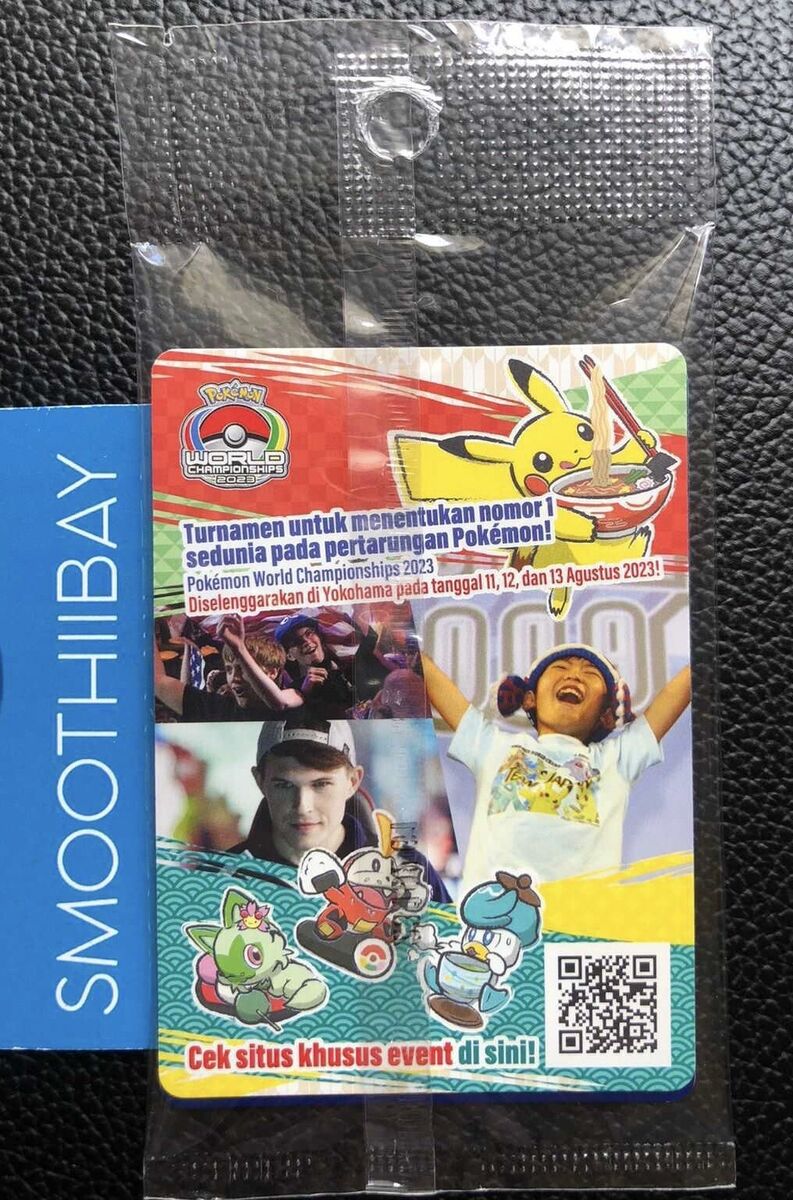 SMOOTHIIBAY
POKéMON
WORLD
CHAMPIONSHIPS
2023
Turnamen untuk menentukan nomor 1
sedunia pada pertarungan Pokémon!
Pokémon World Championships 2023
Diselenggarakan di Yokohama pada tanggal 11, 12, dan 13 Agustus 2023!
Cek situs khusus event di sini!